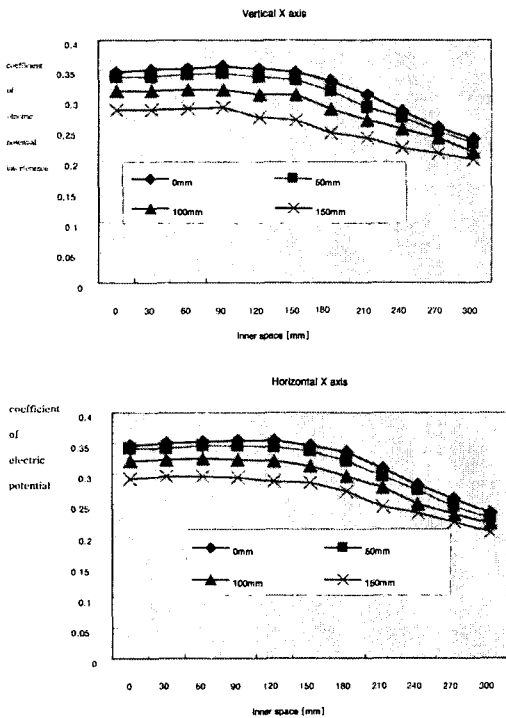 Vertical X axis
0.4
0.35
0.3
0.25
0.2
0.15
0.1
0.05
0
coefficient
of
electric
potential
interference
0mm
50mm
100mm
150mm
0 30 60 90 120 150 180 210 240 270 300
Inner space [mm]
Horizontal X axis
0.4
0.35
0.3
0.25
0.2
0.15
0.1
0.05
0
coefficient
of
electric
potential
0mm
50mm
100mm
150mm
0 30 60 90 120 150 180 210 240 270 300
Inner space [mm]